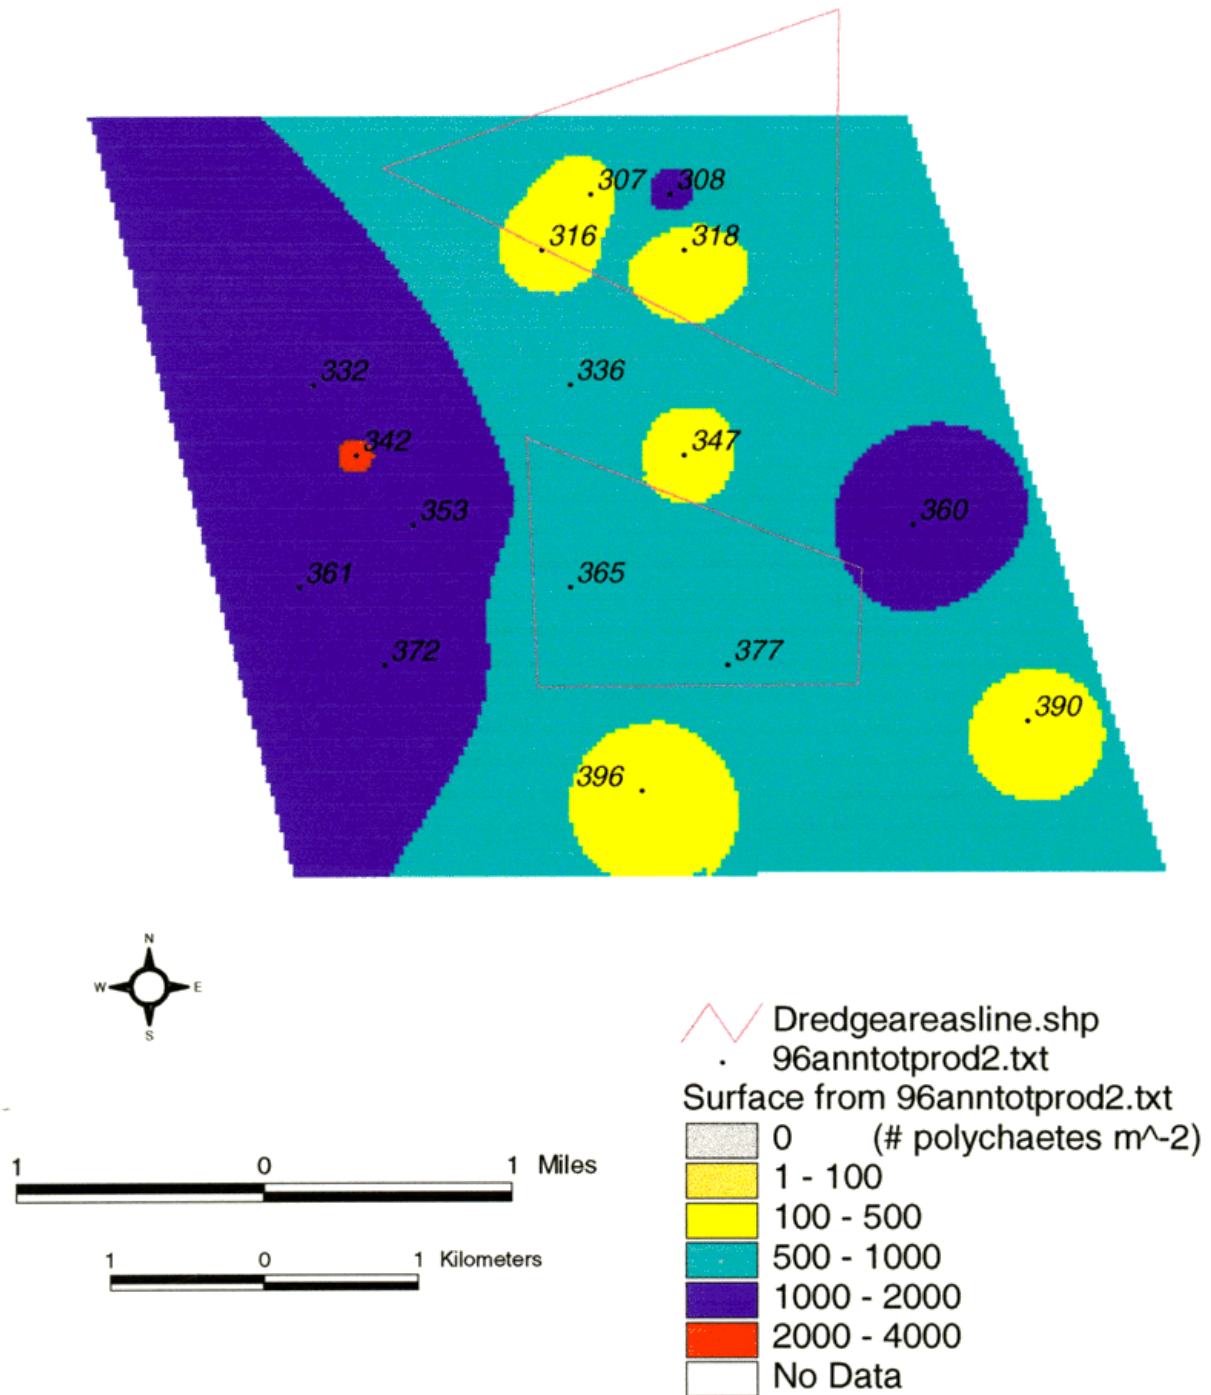 307
308
316
318
332
336
342
347
353
360
361
365
372
377
390
396
N
W E
S
Dredgeareasline.shp
96anntotprod2.txt
Surface from 96anntotprod2.txt
0 (# polychaetes m^-2)
1 - 100
100 - 500
500 - 1000
1000 - 2000
2000 - 4000
No Data
1 0 1 Miles
1 0 1 Kilometers